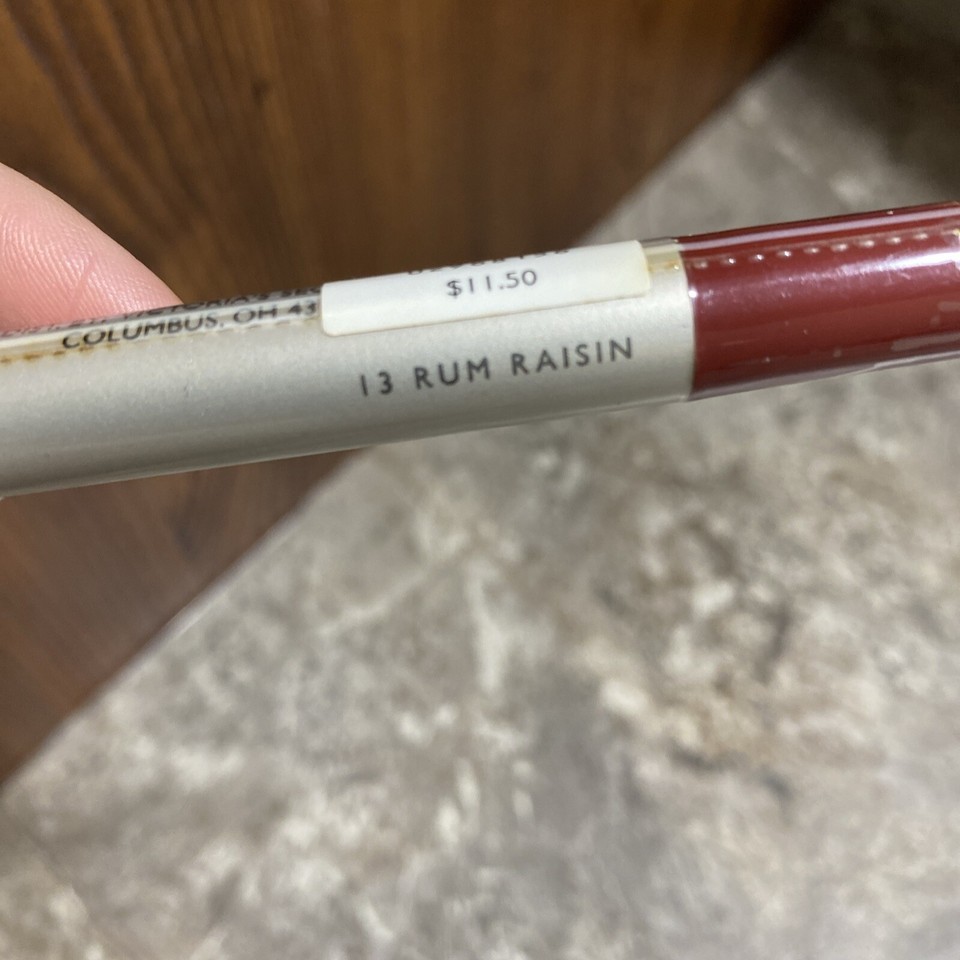 $11.50
COLUMBUS, OH 43
13 RUM RAISIN